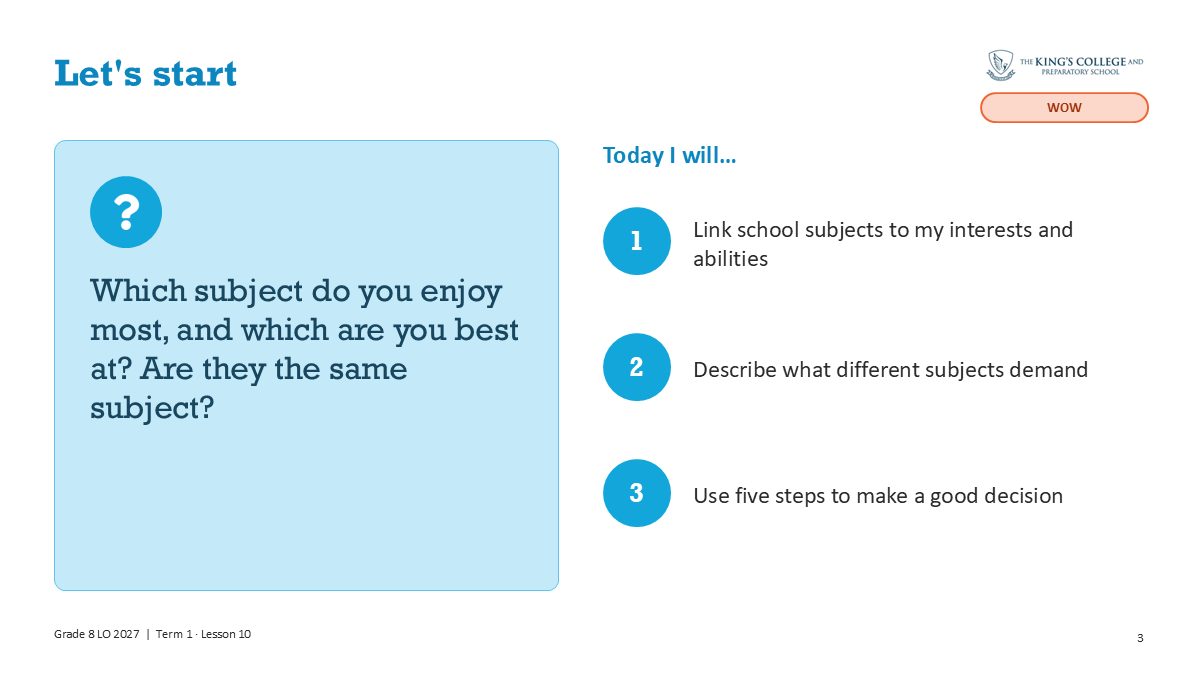 Let's start
THE KING'S COLLEGE AND
PREPARATORY SCHOOL
WOW
?
Which subject do you enjoy
most, and which are you best
at? Are they the same
subject?
Today I will...
1
Link school subjects to my interests and
abilities
2
Describe what different subjects demand
3
Use five steps to make a good decision
Grade 8 LO 2027 | Term 1 · Lesson 10
3